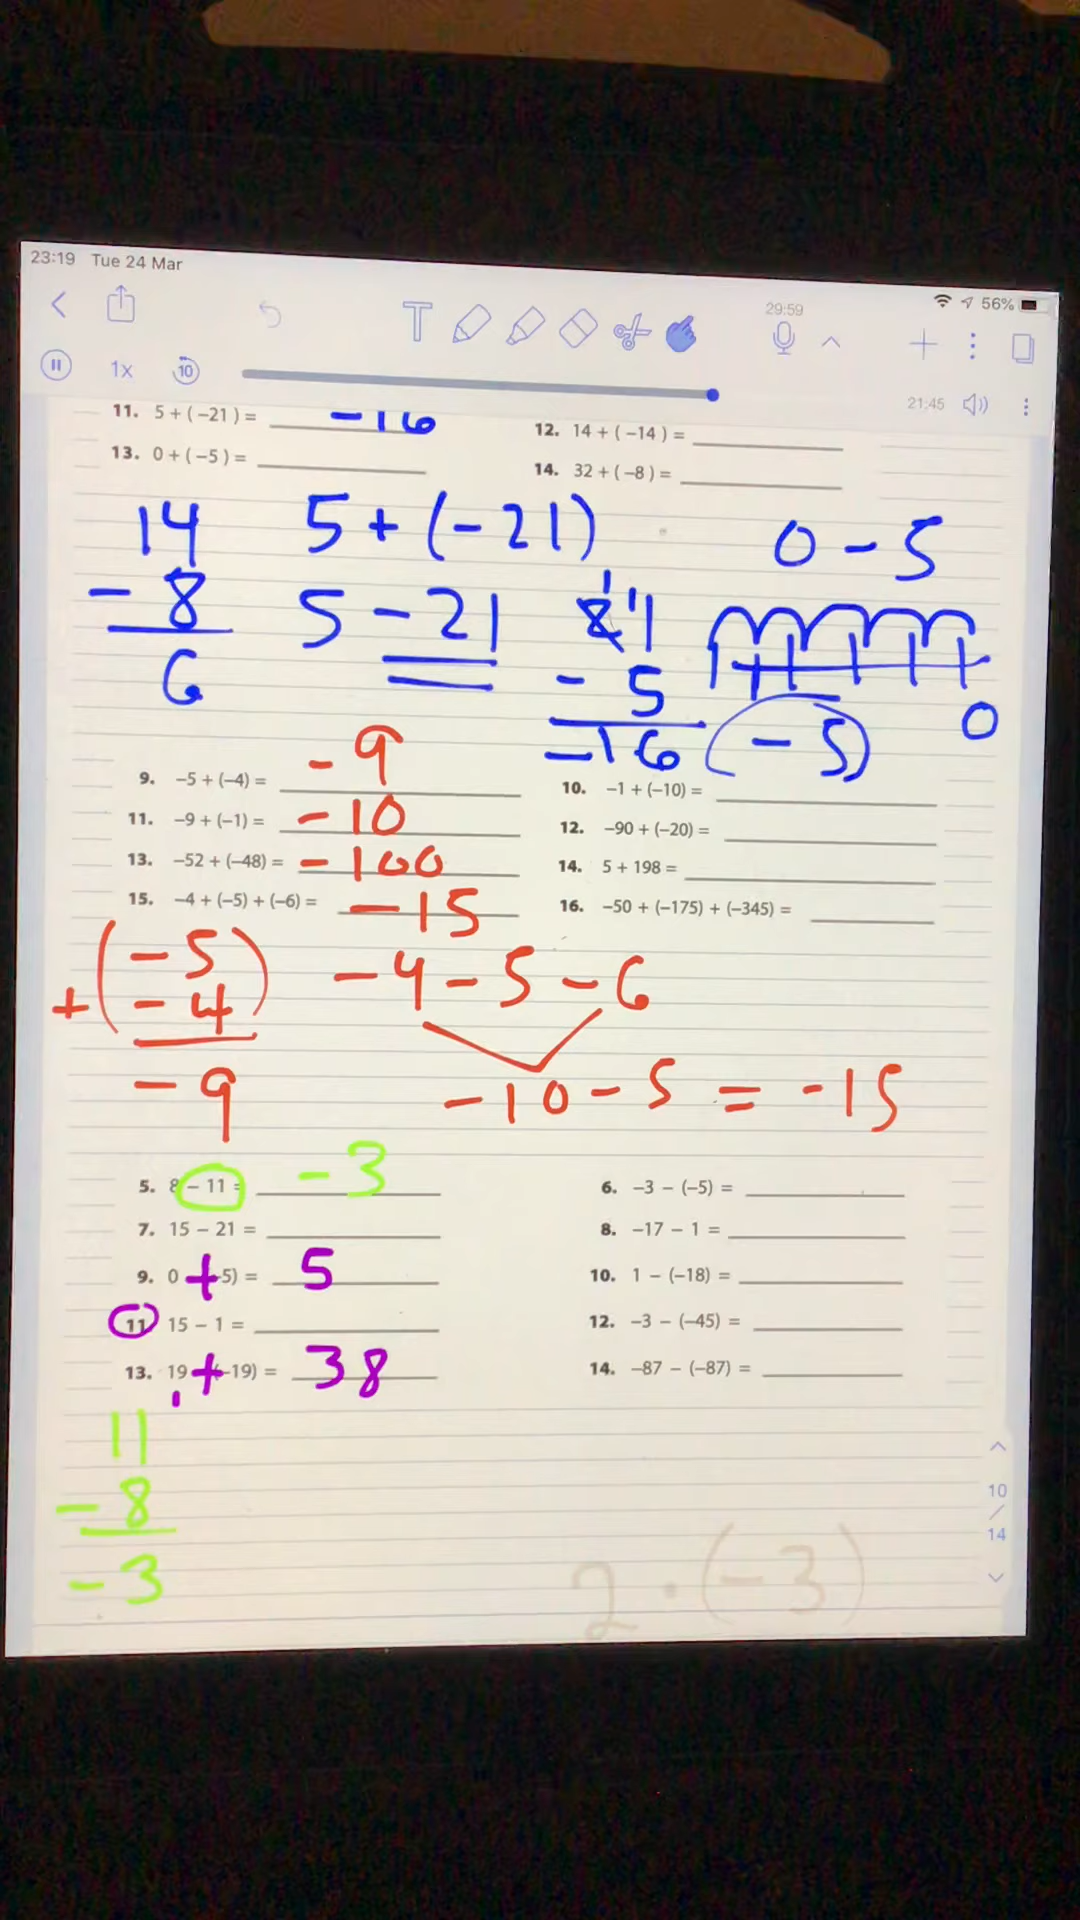 23:19 Tue 24 Mar
56%
T
29:59
1x
10
21:45
11. 5 + ( −21 ) = -16
12. 14 + ( −14 ) =
13. 0 + ( −5 ) =
14. 32 + ( −8 ) =
14 5 + (-21) 0 - 5
- 8 5 - 21
6
- 5
-16 (-5) 0
9. −5 + (−4) = -9
10. −1 + (−10) =
11. −9 + (−1) = -10
12. −90 + (−20) =
13. −52 + (−48) = -100
14. 5 + 198 =
15. −4 + (−5) + (−6) = -15
16. −50 + (−175) + (−345) =
(-5
+ -4) -4 - 5 - 6
-9 -10 - 5 = -15
5. 8 − 11 = -3
6. −3 − (−5) =
7. 15 − 21 =
8. −17 − 1 =
9. 0 + 5) = 5
10. 1 − (−18) =
11. 15 − 1 =
12. −3 − (−45) =
13. 19 + −19) = 38
14. −87 − (−87) =
11
- 8
-3
10
/
14
2 · (-3)